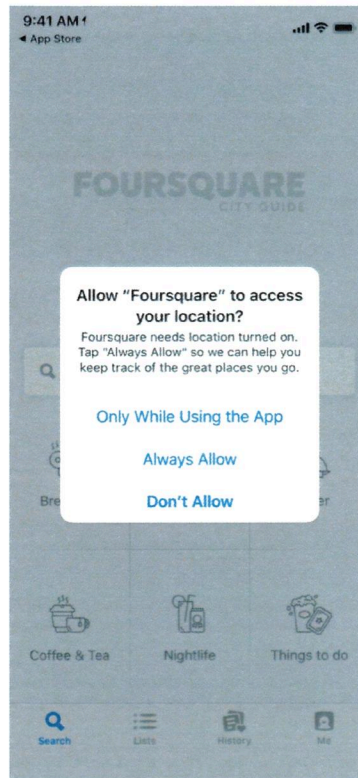 9:41 AM
◀ App Store
FOURSQUARE
CITY GUIDE
Allow "Foursquare" to access
your location?
Foursquare needs location turned on.
Tap "Always Allow" so we can help you
keep track of the great places you go.
Only While Using the App
Always Allow
Don't Allow
Bre
er
Coffee & Tea
Nightlife
Things to do
Search
Lists
History
Me